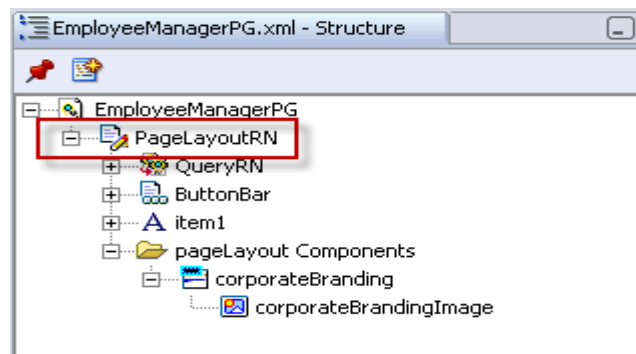 EmployeeManagerPG.xml - Structure
EmployeeManagerPG
PageLayoutRN
QueryRN
ButtonBar
A item1
pageLayout Components
corporateBranding
corporateBrandingImage